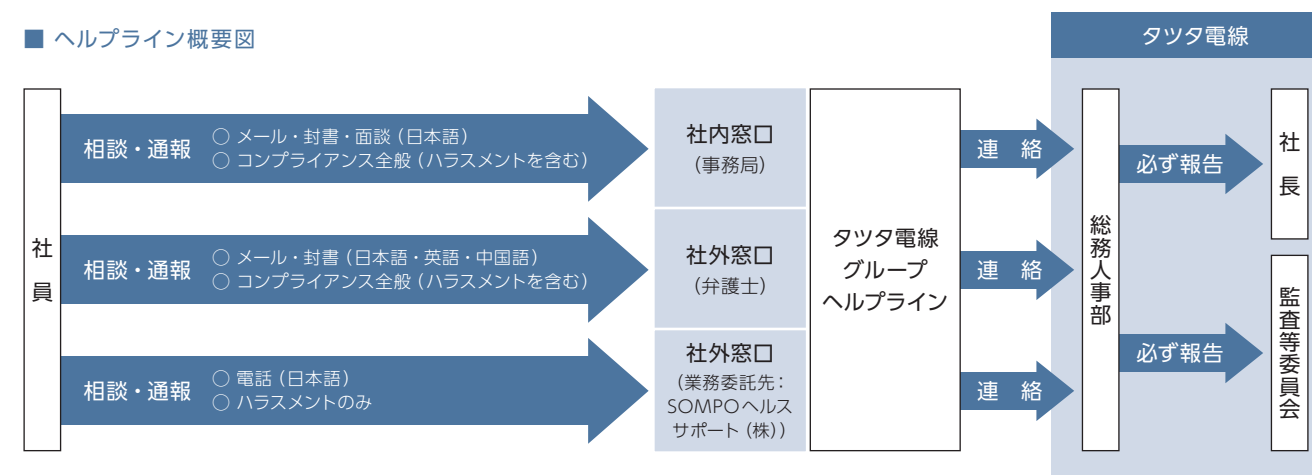 ■ ヘルプライン概要図
タツタ電線
社員
相談・通報
○ メール・封書・面談（日本語）
○ コンプライアンス全般（ハラスメントを含む）
相談・通報
○ メール・封書（日本語・英語・中国語）
○ コンプライアンス全般（ハラスメントを含む）
相談・通報
○ 電話（日本語）
○ ハラスメントのみ
社内窓口
（事務局）
社外窓口
（弁護士）
社外窓口
（業務委託先：
SOMPOヘルス
サポート（株））
タツタ電線
グループ
ヘルプライン
連絡
連絡
連絡
総務人事部
必ず報告
必ず報告
社長
監査等委員会